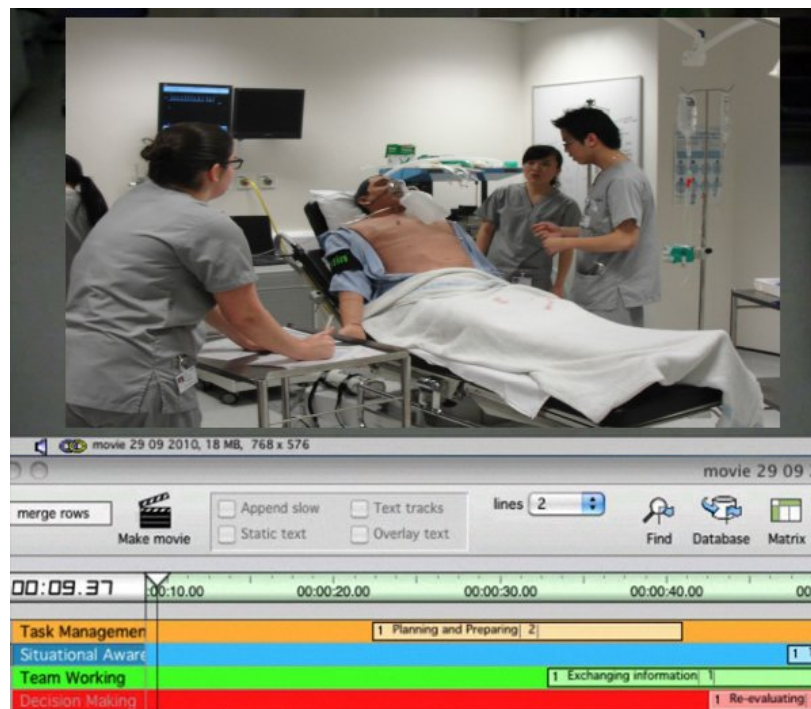 movie 29 09 2010, 18 MB, 768 x 576
movie 29 09
merge rows
Make movie
Append slow
Text tracks
Static text
Overlay text
lines 2
Find
Database
Matrix
00:09.37
00:10.00 00:00:20.00 00:00:30.00 00:00:40.00 00
Task Managemen 1 Planning and Preparing 2
Situational Aware 1
Team Working 1 Exchanging information 1
Decision Making 1 Re-evaluating